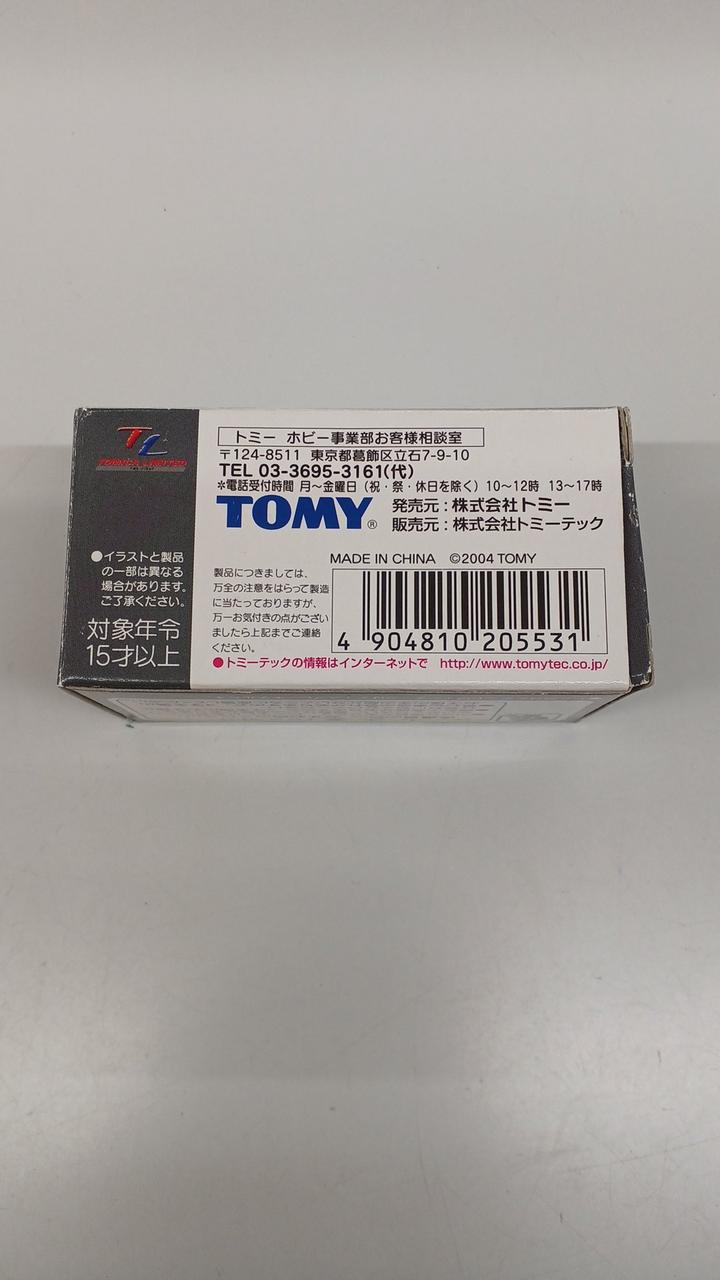 TL
TOMICA LIMITED
●イラストと製品
の一部は異なる
場合があります。
ご了承ください。
対象年令
15才以上
トミー ホビー事業部お客様相談室
〒124-8511 東京都葛飾区立石7-9-10
TEL 03-3695-3161(代)
*電話受付時間 月〜金曜日(祝・祭・休日を除く)10〜12時 13〜17時
TOMY®
発売元:株式会社トミー
販売元:株式会社トミーテック
MADE IN CHINA ©2004 TOMY
製品につきましては、
万全の注意をはらって製造
に当たっておりますが、
万一お気付きの点がござい
ましたら上記までご連絡
ください。
4 904810 205531
●トミーテックの情報はインターネットで http://www.tomytec.co.jp/